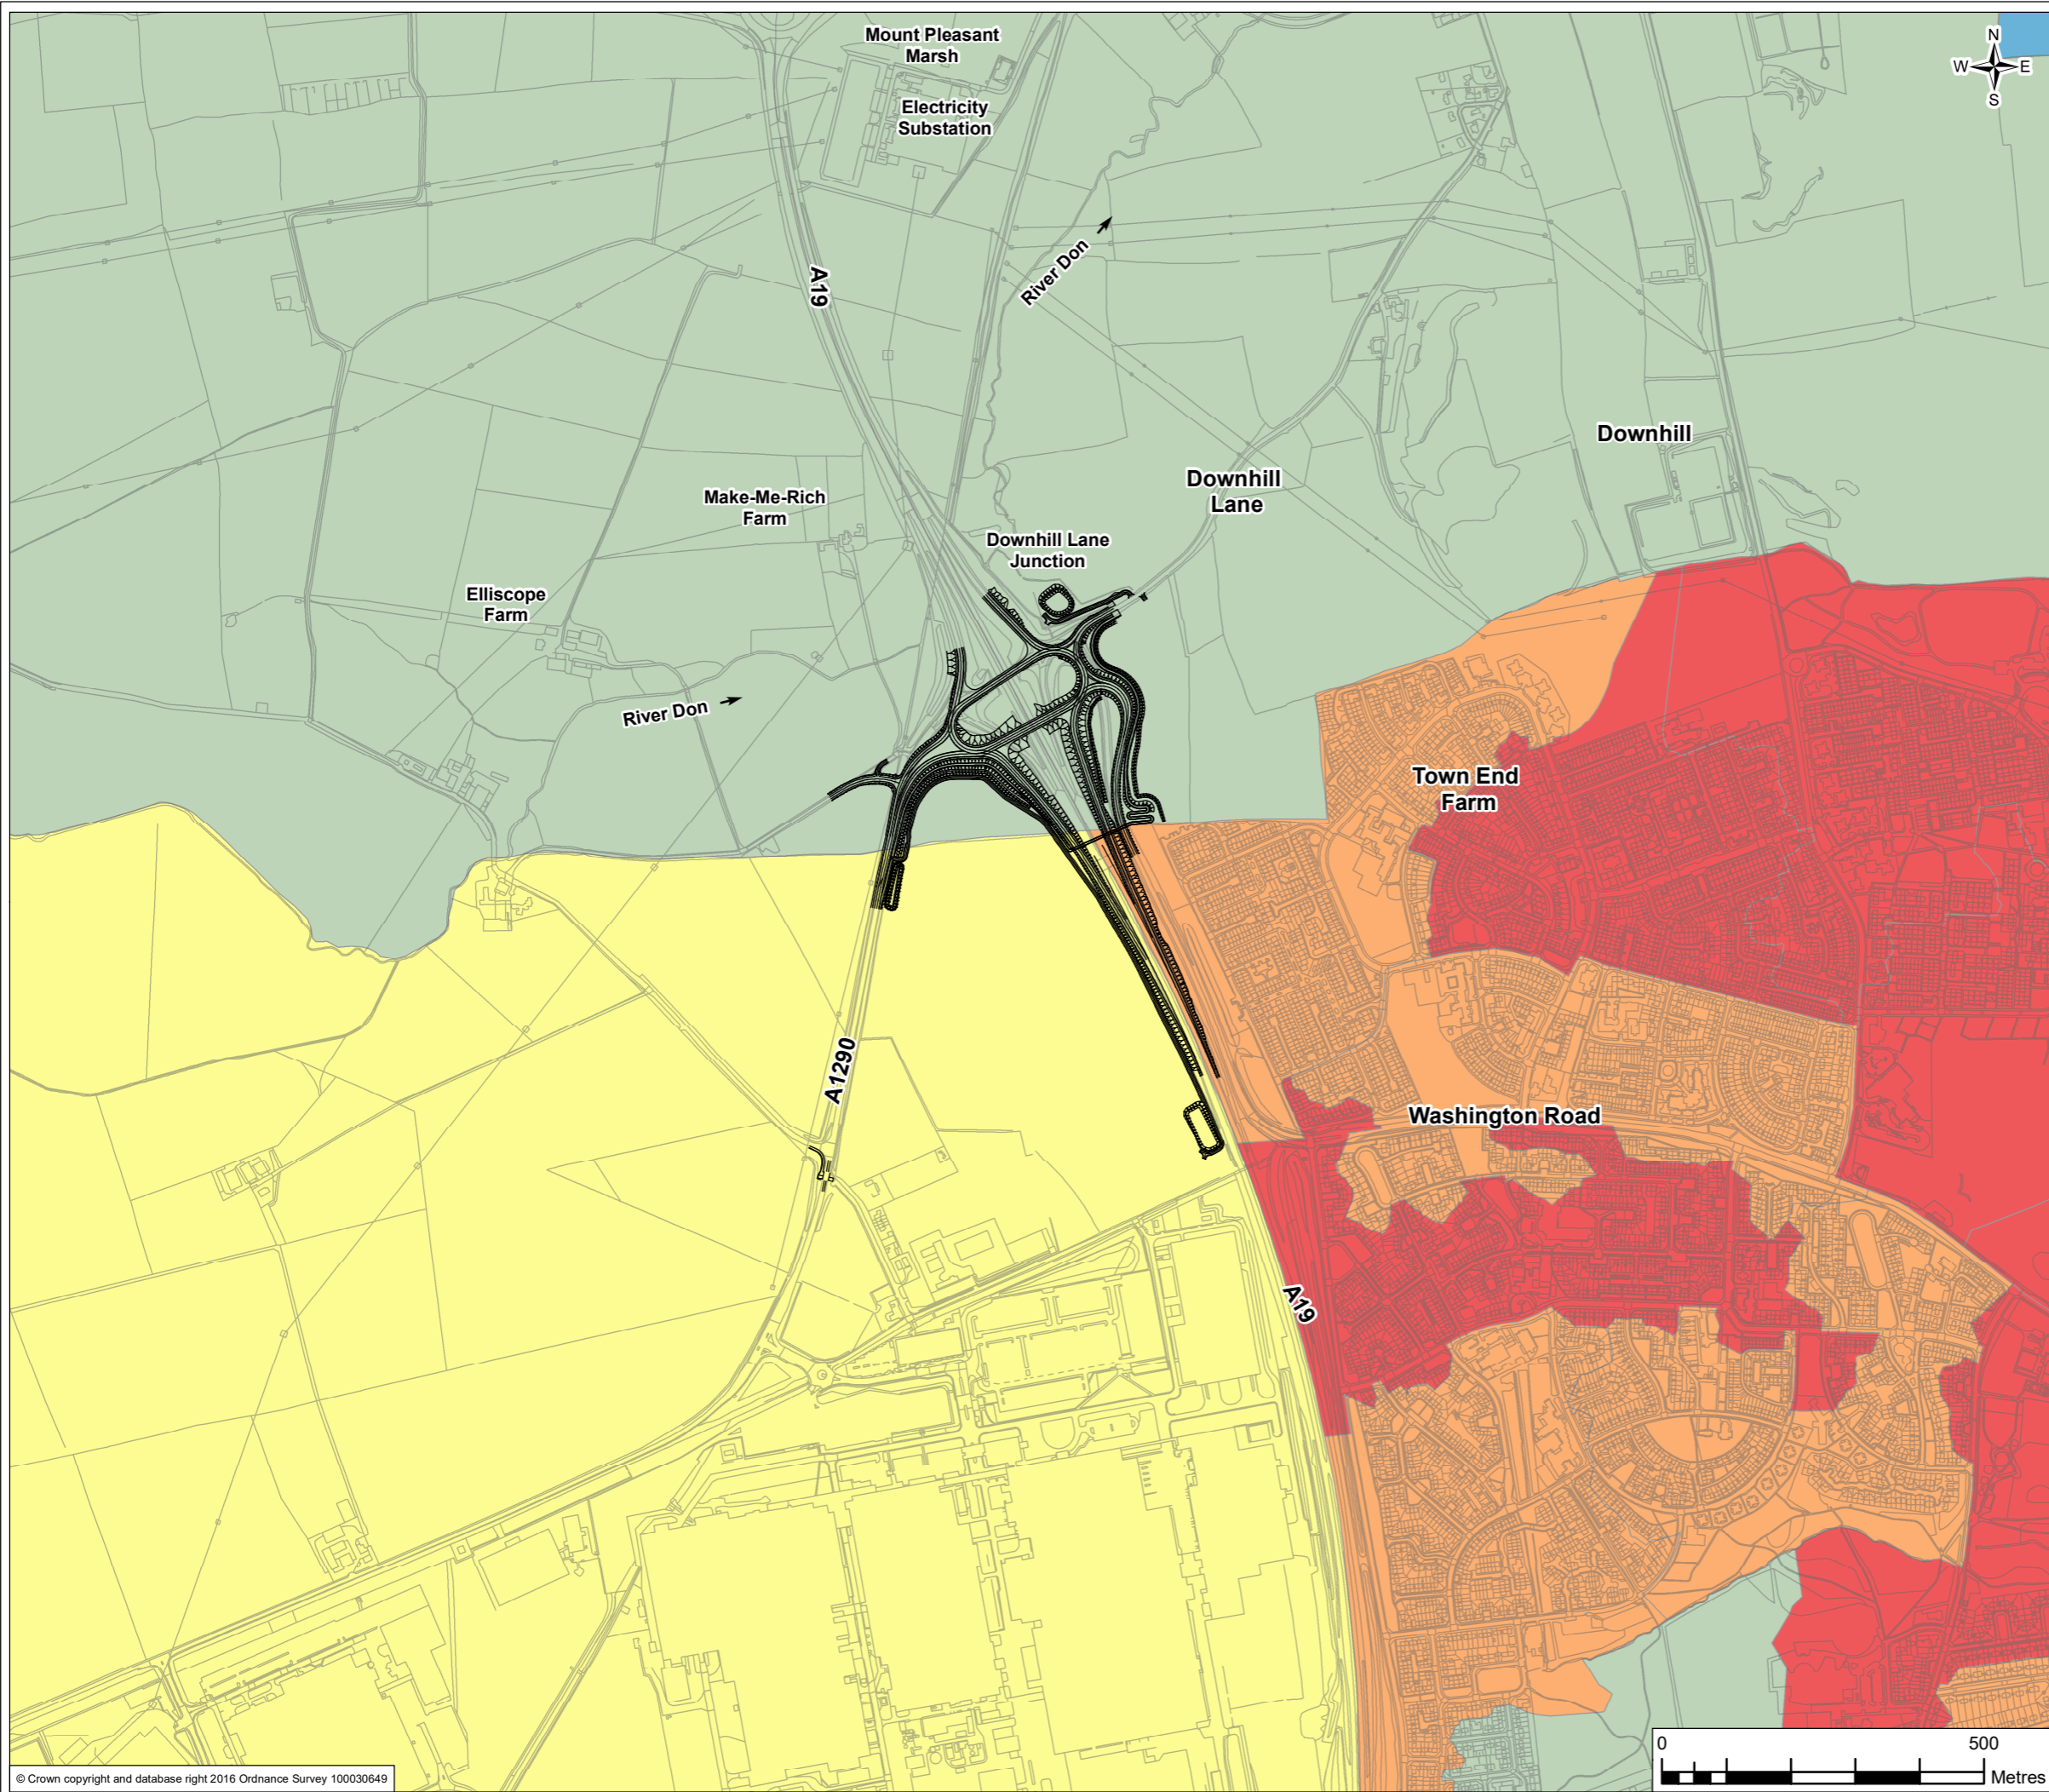 Mount Pleasant
Marsh
N
W E
S
Electricity
Substation
A19
River Don
Downhill
Downhill
Lane
Make-Me-Rich
Farm
Downhill Lane
Junction
Elliscope
Farm
River Don
Town End
Farm
A1290
Washington Road
A19
0 500
Metres
© Crown copyright and database right 2016 Ordnance Survey 100030649